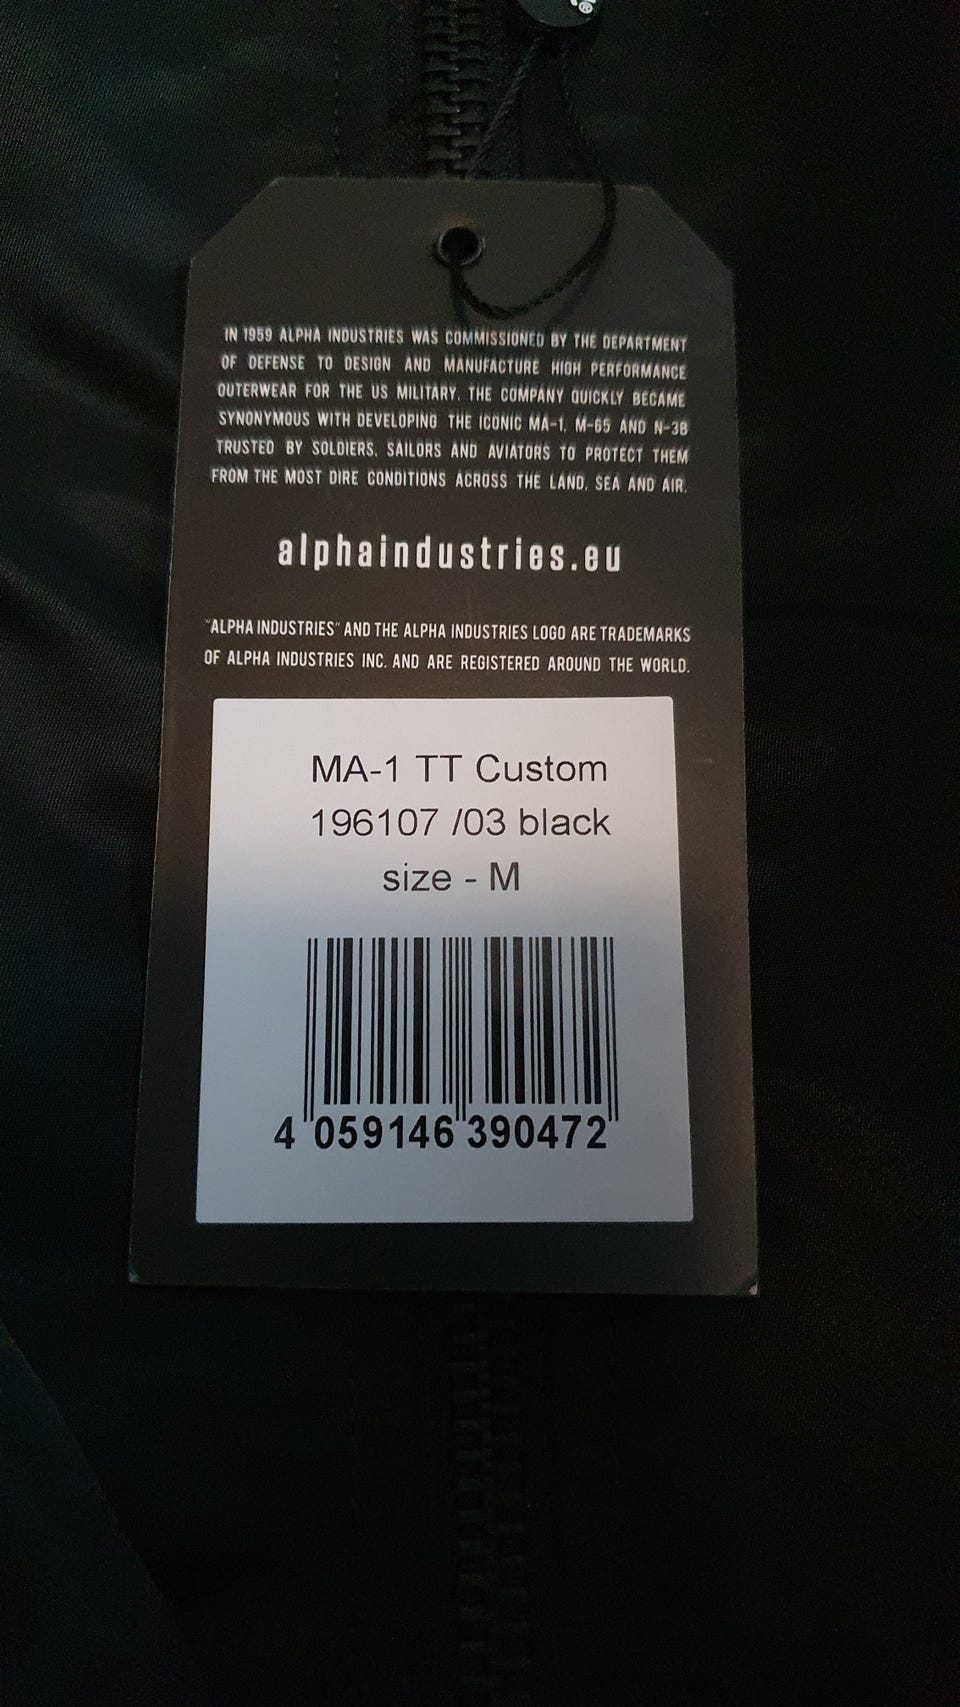 ®
IN 1959 ALPHA INDUSTRIES WAS COMMISSIONED BY THE DEPARTMENT
OF DEFENSE TO DESIGN AND MANUFACTURE HIGH PERFORMANCE
OUTERWEAR FOR THE US MILITARY. THE COMPANY QUICKLY BECAME
SYNONYMOUS WITH DEVELOPING THE ICONIC MA-1, M-65 AND N-3B
TRUSTED BY SOLDIERS, SAILORS AND AVIATORS TO PROTECT THEM
FROM THE MOST DIRE CONDITIONS ACROSS THE LAND, SEA AND AIR.
alphaindustries.eu
"ALPHA INDUSTRIES" AND THE ALPHA INDUSTRIES LOGO ARE TRADEMARKS
OF ALPHA INDUSTRIES INC. AND ARE REGISTERED AROUND THE WORLD.
MA-1 TT Custom
196107 /03 black
size - M
4 059146 390472